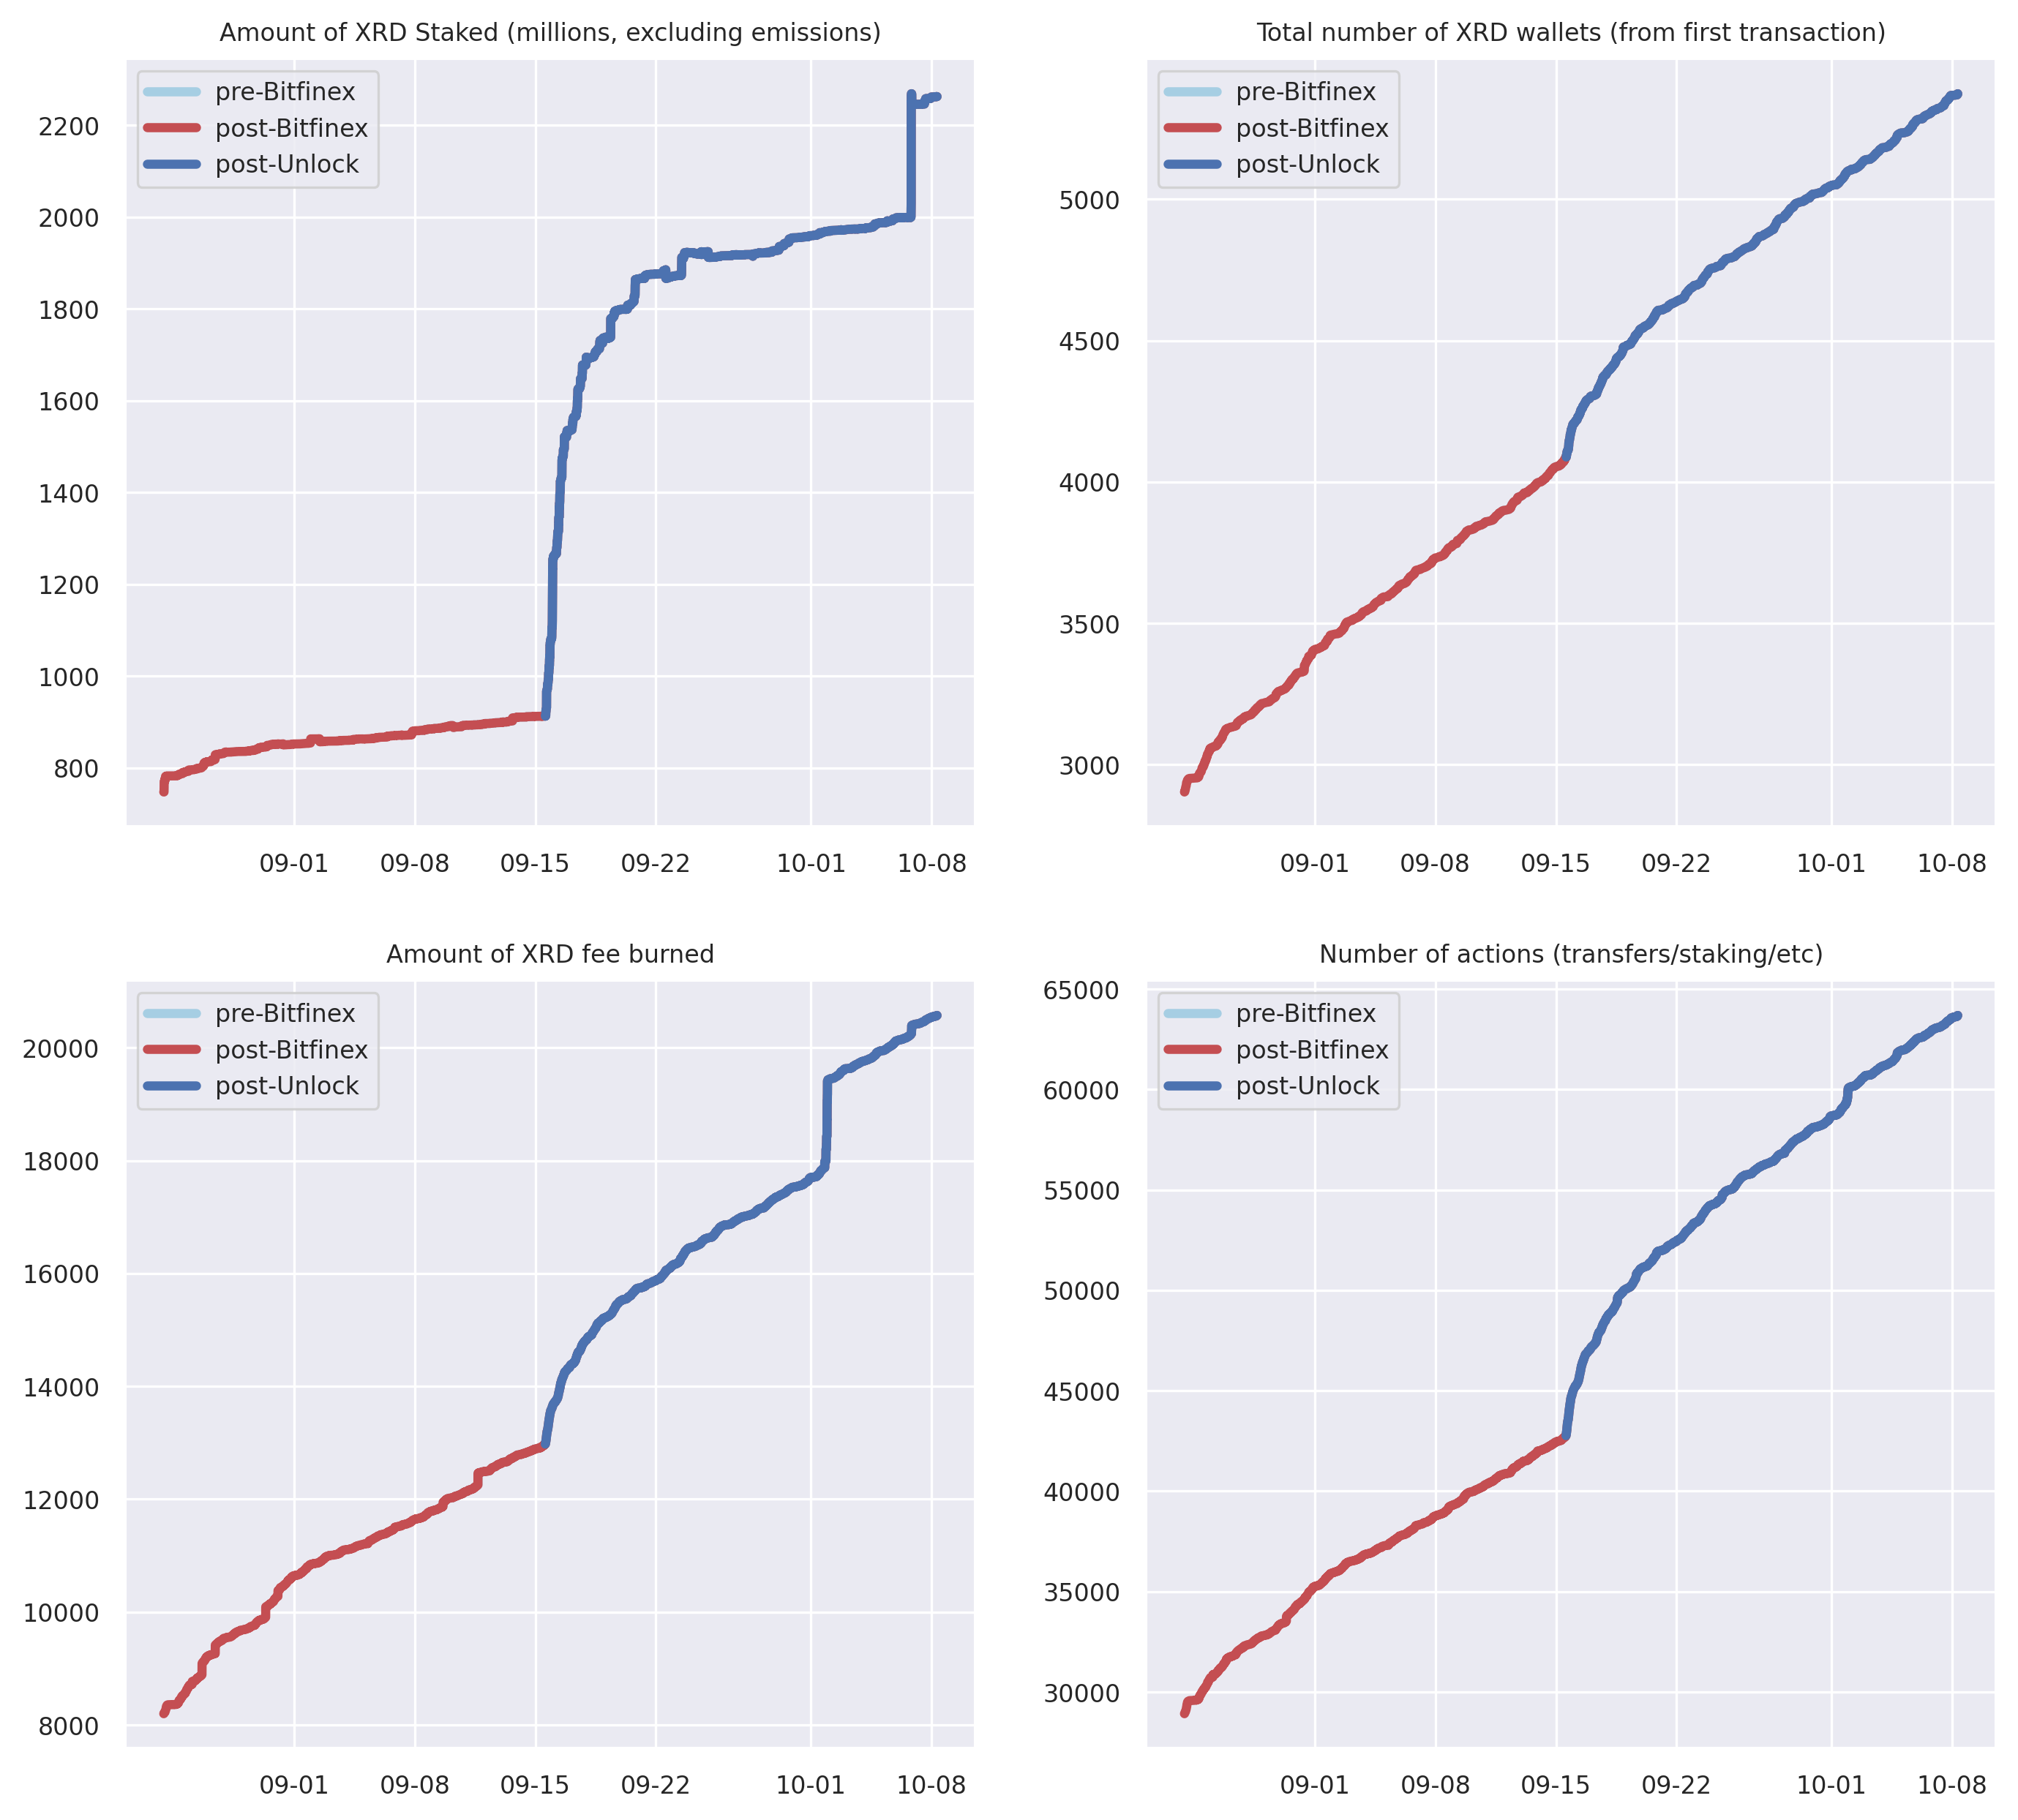 Amount of XRD Staked (millions, excluding emissions)
pre-Bitfinex
post-Bitfinex
post-Unlock
2200
2000
1800
1600
1400
1200
1000
800
09-01 09-08 09-15 09-22 10-01 10-08
Total number of XRD wallets (from first transaction)
pre-Bitfinex
post-Bitfinex
post-Unlock
5000
4500
4000
3500
3000
09-01 09-08 09-15 09-22 10-01 10-08
Amount of XRD fee burned
pre-Bitfinex
post-Bitfinex
post-Unlock
20000
18000
16000
14000
12000
10000
8000
09-01 09-08 09-15 09-22 10-01 10-08
Number of actions (transfers/staking/etc)
pre-Bitfinex
post-Bitfinex
post-Unlock
65000
60000
55000
50000
45000
40000
35000
30000
09-01 09-08 09-15 09-22 10-01 10-08